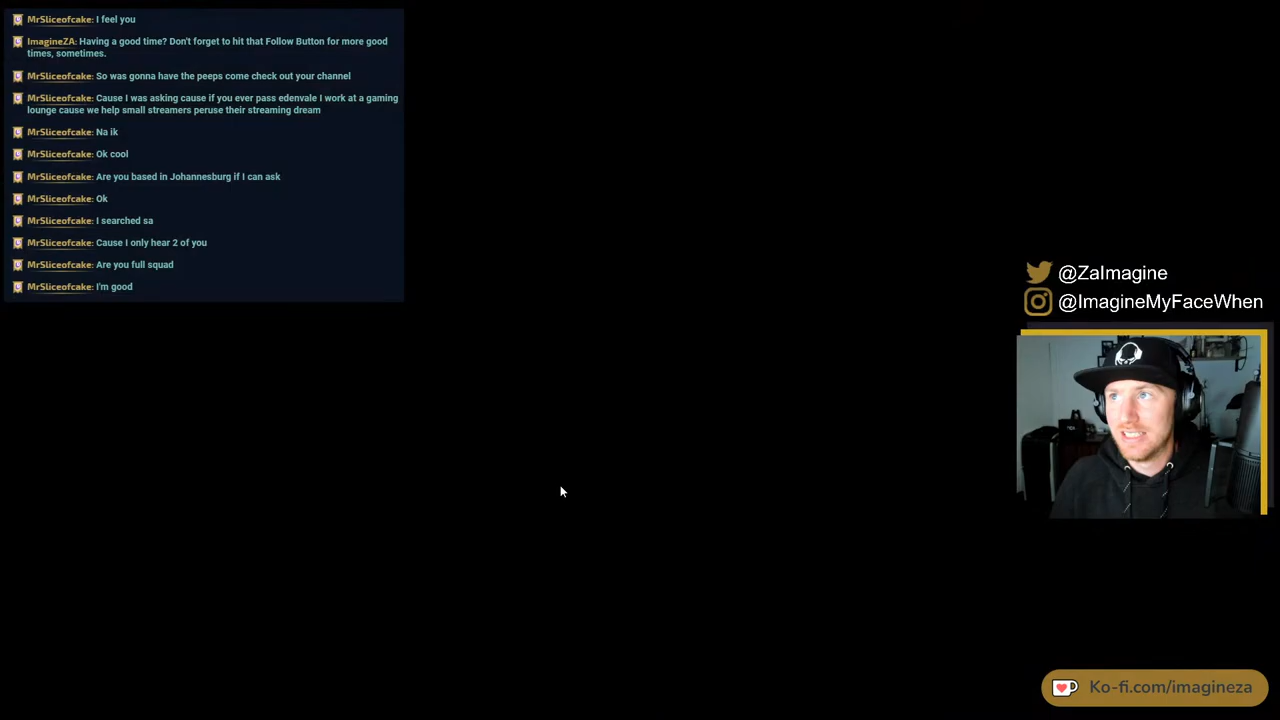 MrSliceofcake: I feel you
ImagineZA: Having a good time? Don't forget to hit that Follow Button for more good
times, sometimes.
MrSliceofcake: So was gonna have the peeps come check out your channel
MrSliceofcake: Cause I was asking cause if you ever pass edenvale I work at a gaming
lounge cause we help small streamers peruse their streaming dream
MrSliceofcake: Na ik
MrSliceofcake: Ok cool
MrSliceofcake: Are you based in Johannesburg if I can ask
MrSliceofcake: Ok
MrSliceofcake: I searched sa
MrSliceofcake: Cause I only hear 2 of you
MrSliceofcake: Are you full squad
MrSliceofcake: I'm good
@ZaImagine
@ImagineMyFaceWhen
Ko-fi.com/imagineza